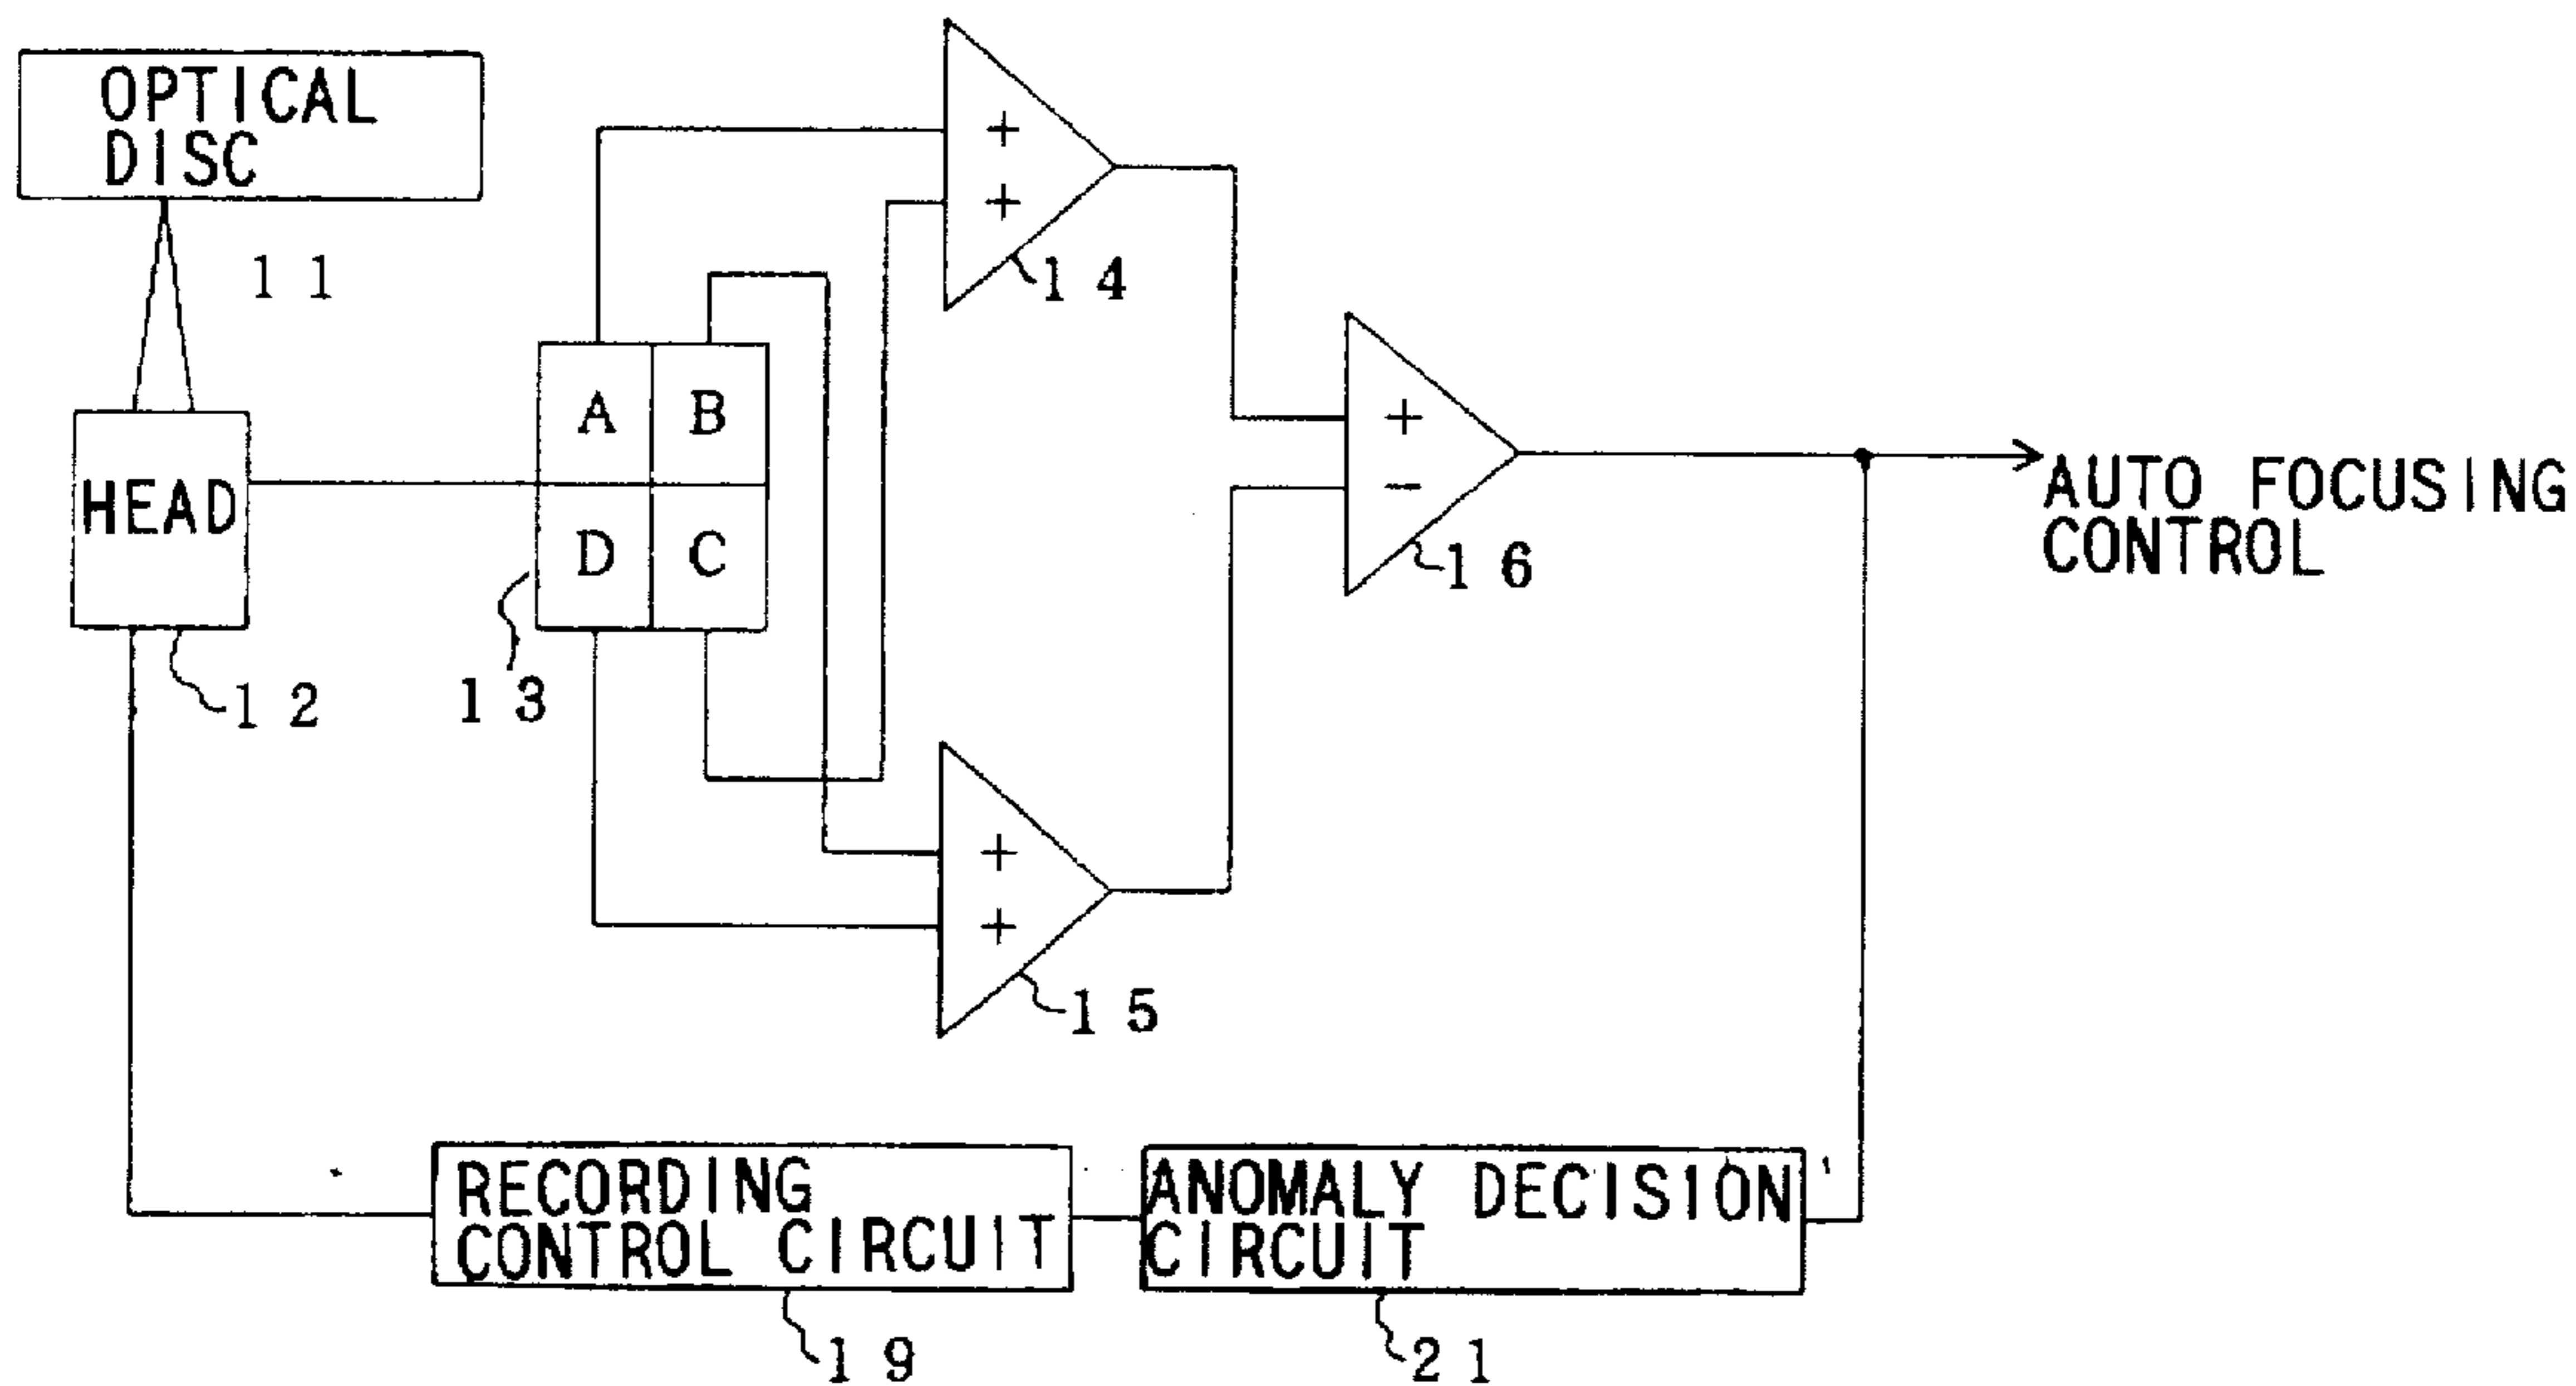 OPTICAL
DISC
11
HEAD
12
A B
D C
13
+
+
14
+
+
15
+
-
16
AUTO FOCUSING
CONTROL
RECORDING
CONTROL CIRCUIT
19
ANOMALY DECISION
CIRCUIT
21